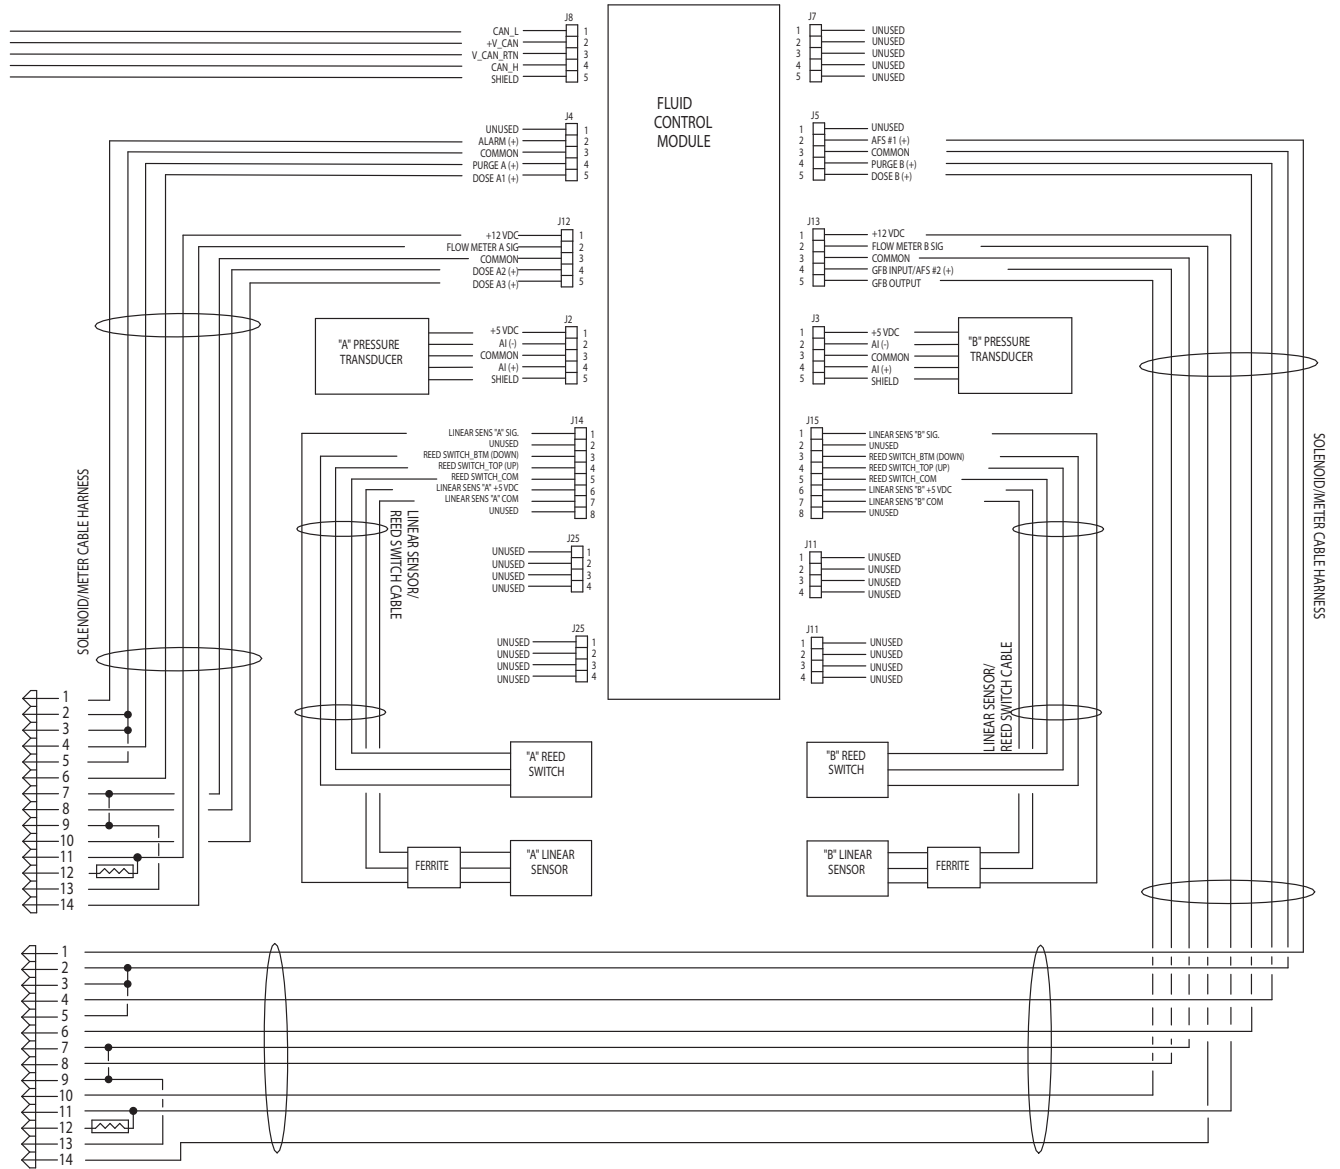 J8
CAN_L 1
+V_CAN 2
V_CAN_RTN 3
CAN_H 4
SHIELD 5
J4
UNUSED 1
ALARM (+) 2
COMMON 3
PURGE A (+) 4
DOSE A1 (+) 5
J12
+12 VDC 1
FLOW METER A SIG 2
COMMON 3
DOSE A2 (+) 4
DOSE A3 (+) 5
"A" PRESSURE
TRANSDUCER
J2
+5 VDC 1
AI (-) 2
COMMON 3
AI (+) 4
SHIELD 5
J14
LINEAR SENS "A" SIG. 1
UNUSED 2
REED SWITCH_BTM (DOWN) 3
REED SWITCH_TOP (UP) 4
REED SWITCH_COM 5
LINEAR SENS "A" +5 VDC 6
LINEAR SENS "A" COM 7
UNUSED 8
J25
UNUSED 1
UNUSED 2
UNUSED 3
UNUSED 4
J25
UNUSED 1
UNUSED 2
UNUSED 3
UNUSED 4
FLUID
CONTROL
MODULE
J7
1 UNUSED
2 UNUSED
3 UNUSED
4 UNUSED
5 UNUSED
J5
1 UNUSED
2 AFS #1 (+)
3 COMMON
4 PURGE B (+)
5 DOSE B (+)
J13
1 +12 VDC
2 FLOW METER B SIG
3 COMMON
4 GFB INPUT/AFS #2 (+)
5 GFB OUTPUT
J3
1 +5 VDC
2 AI (-)
3 COMMON
4 AI (+)
5 SHIELD
"B" PRESSURE
TRANSDUCER
J15
1 LINEAR SENS "B" SIG.
2 UNUSED
3 REED SWITCH_BTM (DOWN)
4 REED SWITCH_TOP (UP)
5 REED SWITCH_COM
6 LINEAR SENS "B" +5 VDC
7 LINEAR SENS "B" COM
8 UNUSED
J11
1 UNUSED
2 UNUSED
3 UNUSED
4 UNUSED
J11
1 UNUSED
2 UNUSED
3 UNUSED
4 UNUSED
SOLENOID/METER CABLE HARNESS
LINEAR SENSOR/
REED SWITCH CABLE
LINEAR SENSOR/
REED SWITCH CABLE
SOLENOID/METER CABLE HARNESS
"A" REED
SWITCH
"B" REED
SWITCH
FERRITE
"A" LINEAR
SENSOR
"B" LINEAR
SENSOR
FERRITE
1
2
3
4
5
6
7
8
9
10
11
12
13
14
1
2
3
4
5
6
7
8
9
10
11
12
13
14